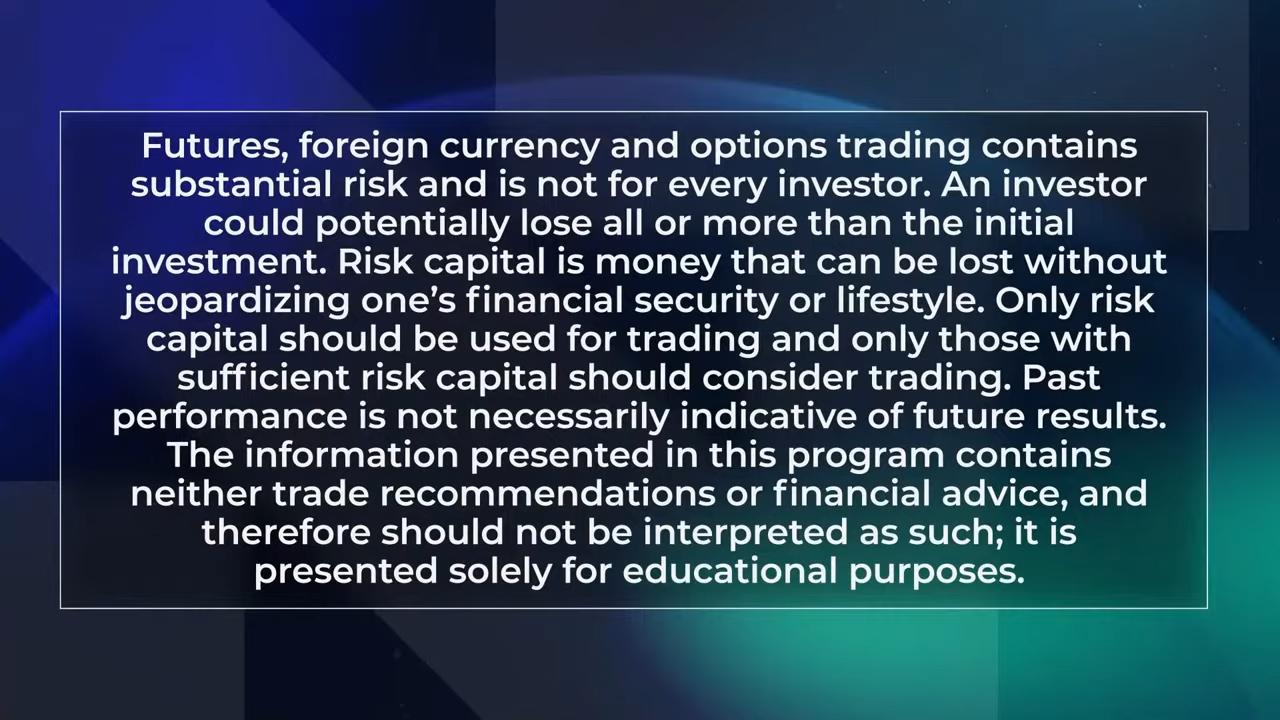 Futures, foreign currency and options trading contains
substantial risk and is not for every investor. An investor
could potentially lose all or more than the initial
investment. Risk capital is money that can be lost without
jeopardizing one’s financial security or lifestyle. Only risk
capital should be used for trading and only those with
sufficient risk capital should consider trading. Past
performance is not necessarily indicative of future results.
The information presented in this program contains
neither trade recommendations or financial advice, and
therefore should not be interpreted as such; it is
presented solely for educational purposes.